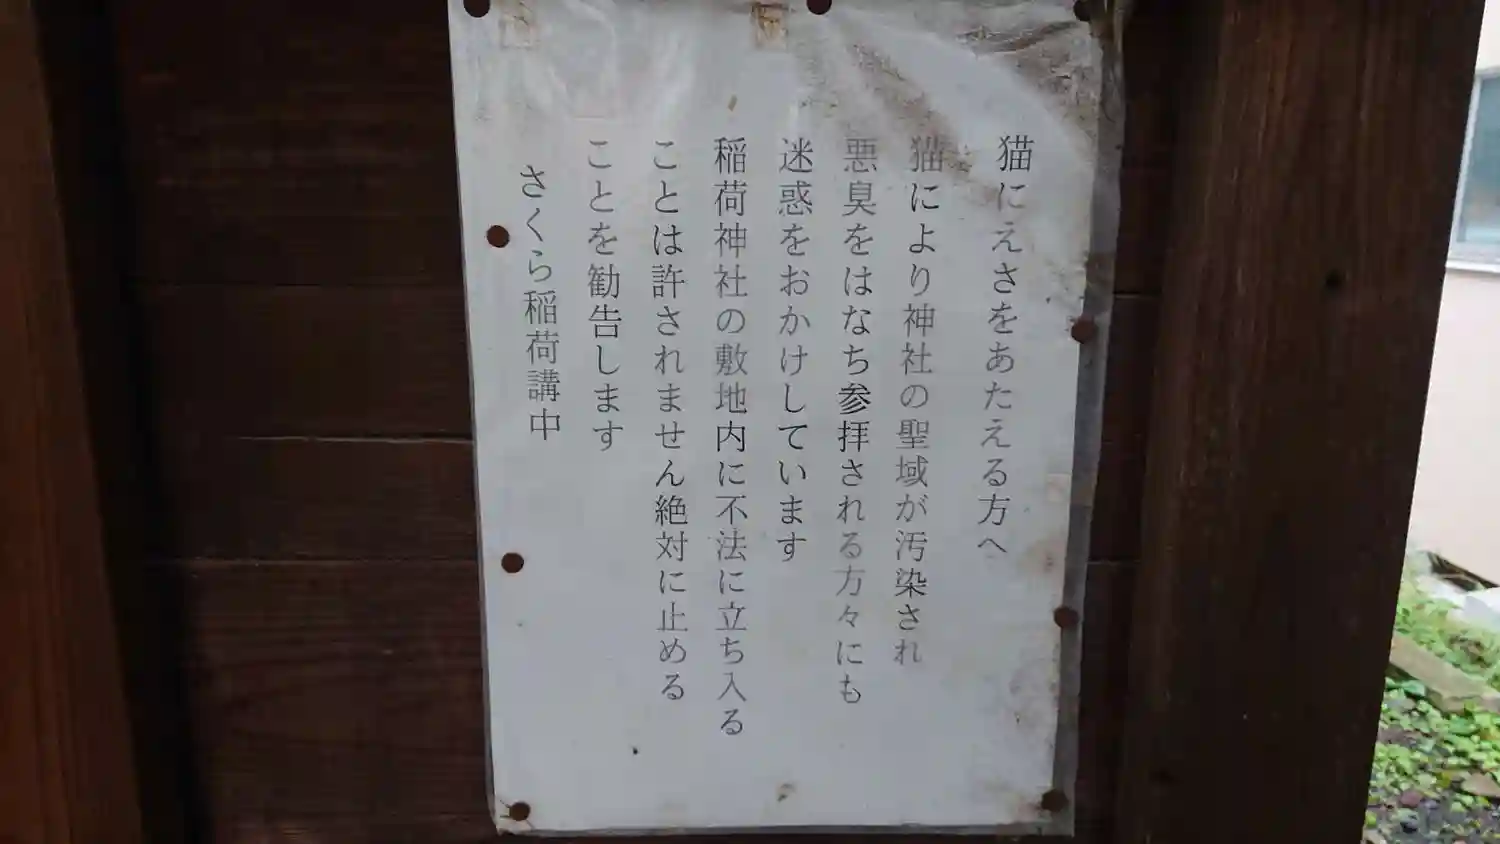 猫にえさをあたえる方へ
猫により神社の聖域が汚染され
悪臭をはなち参拝される方々にも
迷惑をおかけしています
稲荷神社の敷地内に不法に立ち入る
ことは許されません絶対に止める
ことを勧告します
さくら稲荷講中